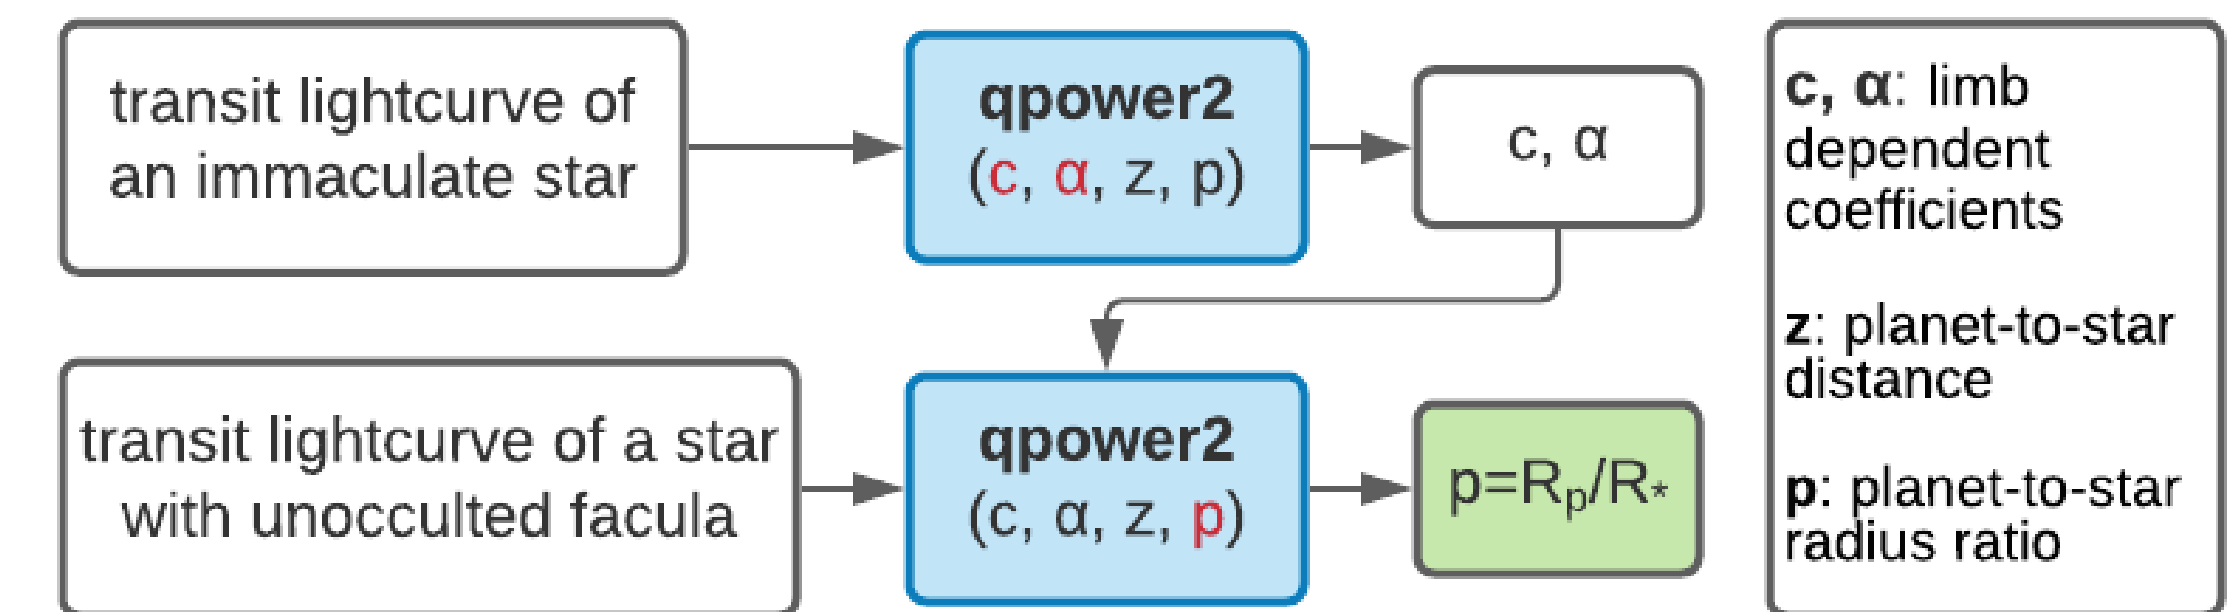 transit lightcurve of
an immaculate star
qpower2
(c, α, z, p)
c, α
transit lightcurve of a star
with unocculted facula
qpower2
(c, α, z, p)
p=Rp/R*
c, α: limb
dependent
coefficients
z: planet-to-star
distance
p: planet-to-star
radius ratio